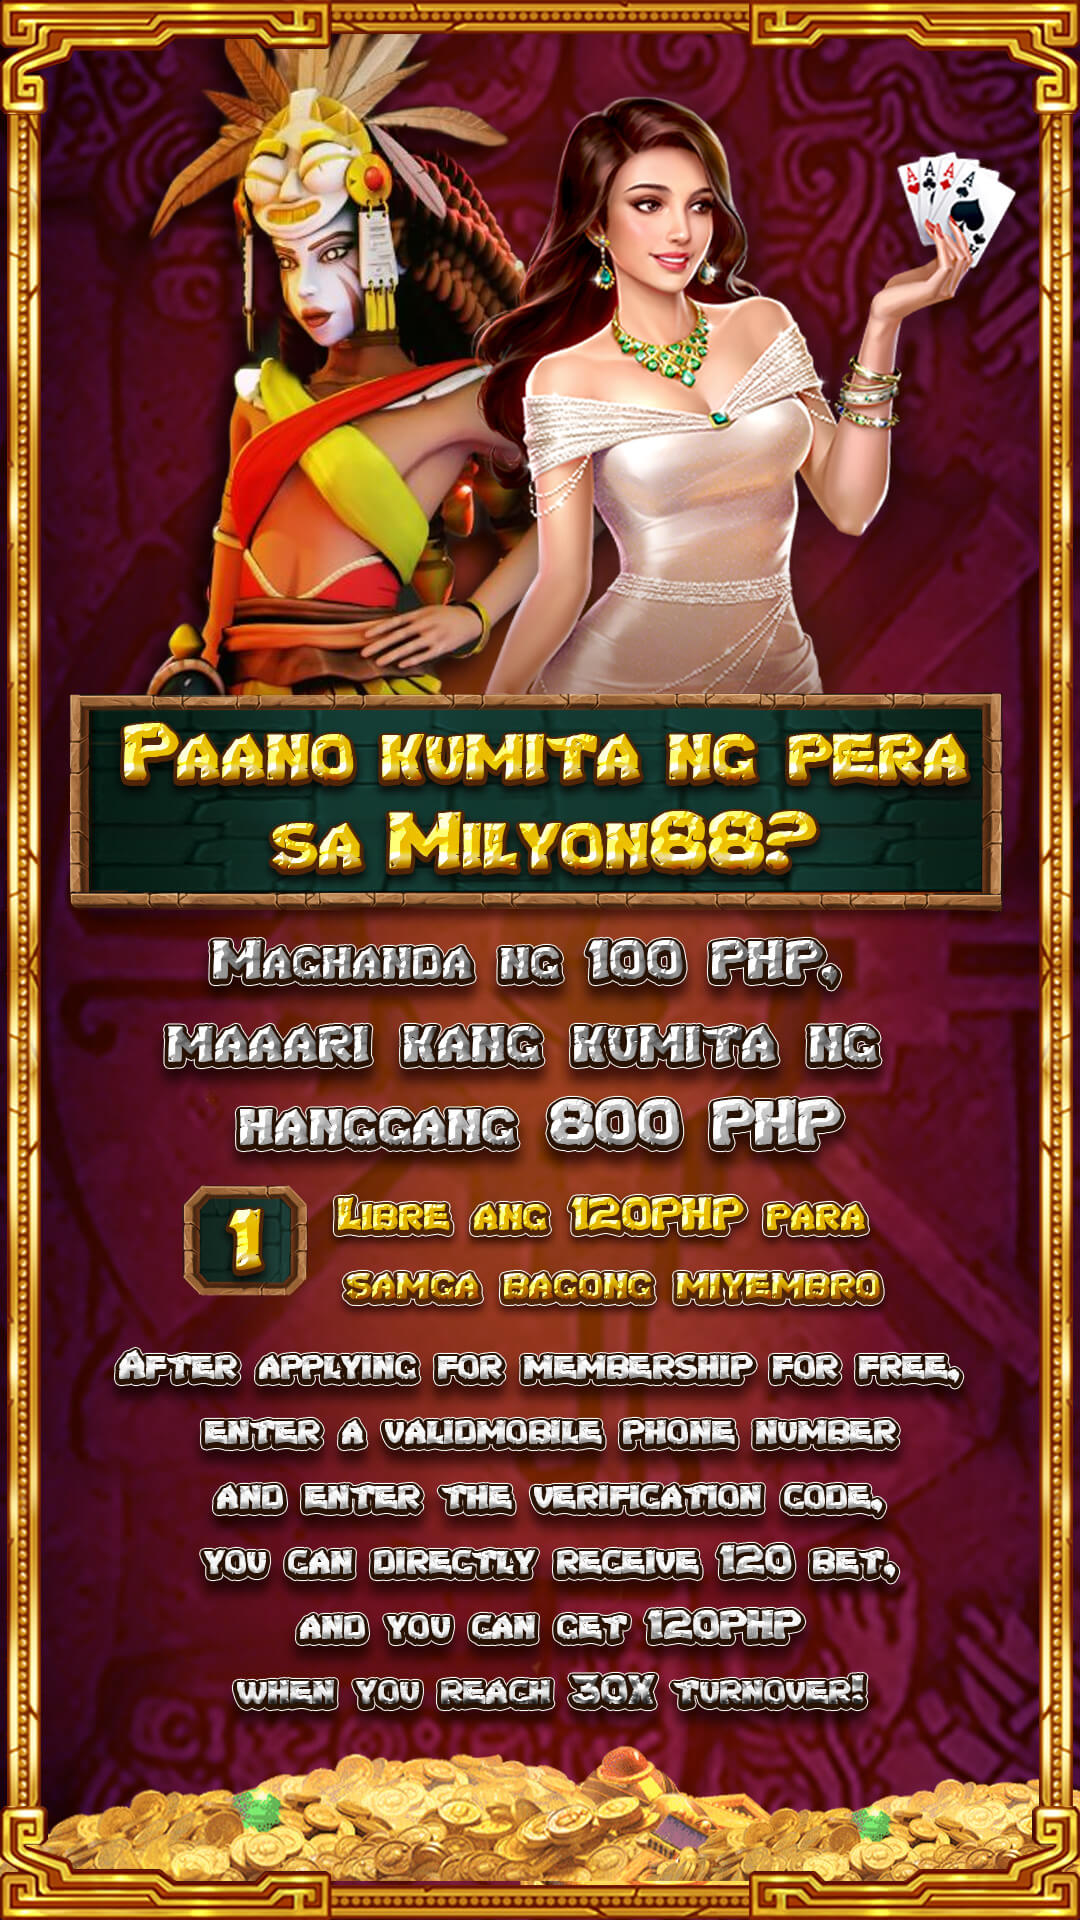 Paano kumita ng pera
sa Milyon88?
Maghanda ng 100 PHP,
maaari kang kumita ng
hanggang 800 PHP
1
Libre ang 120PHP para
samga bagong miyembro
After applying for membership for free,
enter a validmobile phone number
and enter the verification code,
you can directly receive 120 bet,
and you can get 120PHP
when you reach 30X turnover!